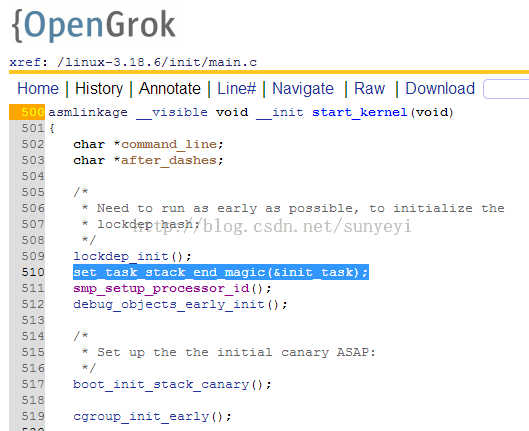 {OpenGrok
xref: /linux-3.18.6/init/main.c
Home | History | Annotate | Line# | Navigate | Raw | Download
500 asmlinkage __visible void __init start_kernel(void)
501 {
502 char *command_line;
503 char *after_dashes;
504
505 /*
506 * Need to run as early as possible, to initialize the
507 * lockdep hash:
508 */
509 lockdep_init();
510 set_task_stack_end_magic(&init_task);
511 smp_setup_processor_id();
512 debug_objects_early_init();
513
514 /*
515 * Set up the the initial canary ASAP:
516 */
517 boot_init_stack_canary();
518
519 cgroup_init_early();
http://blog.csdn.net/sunyeyi